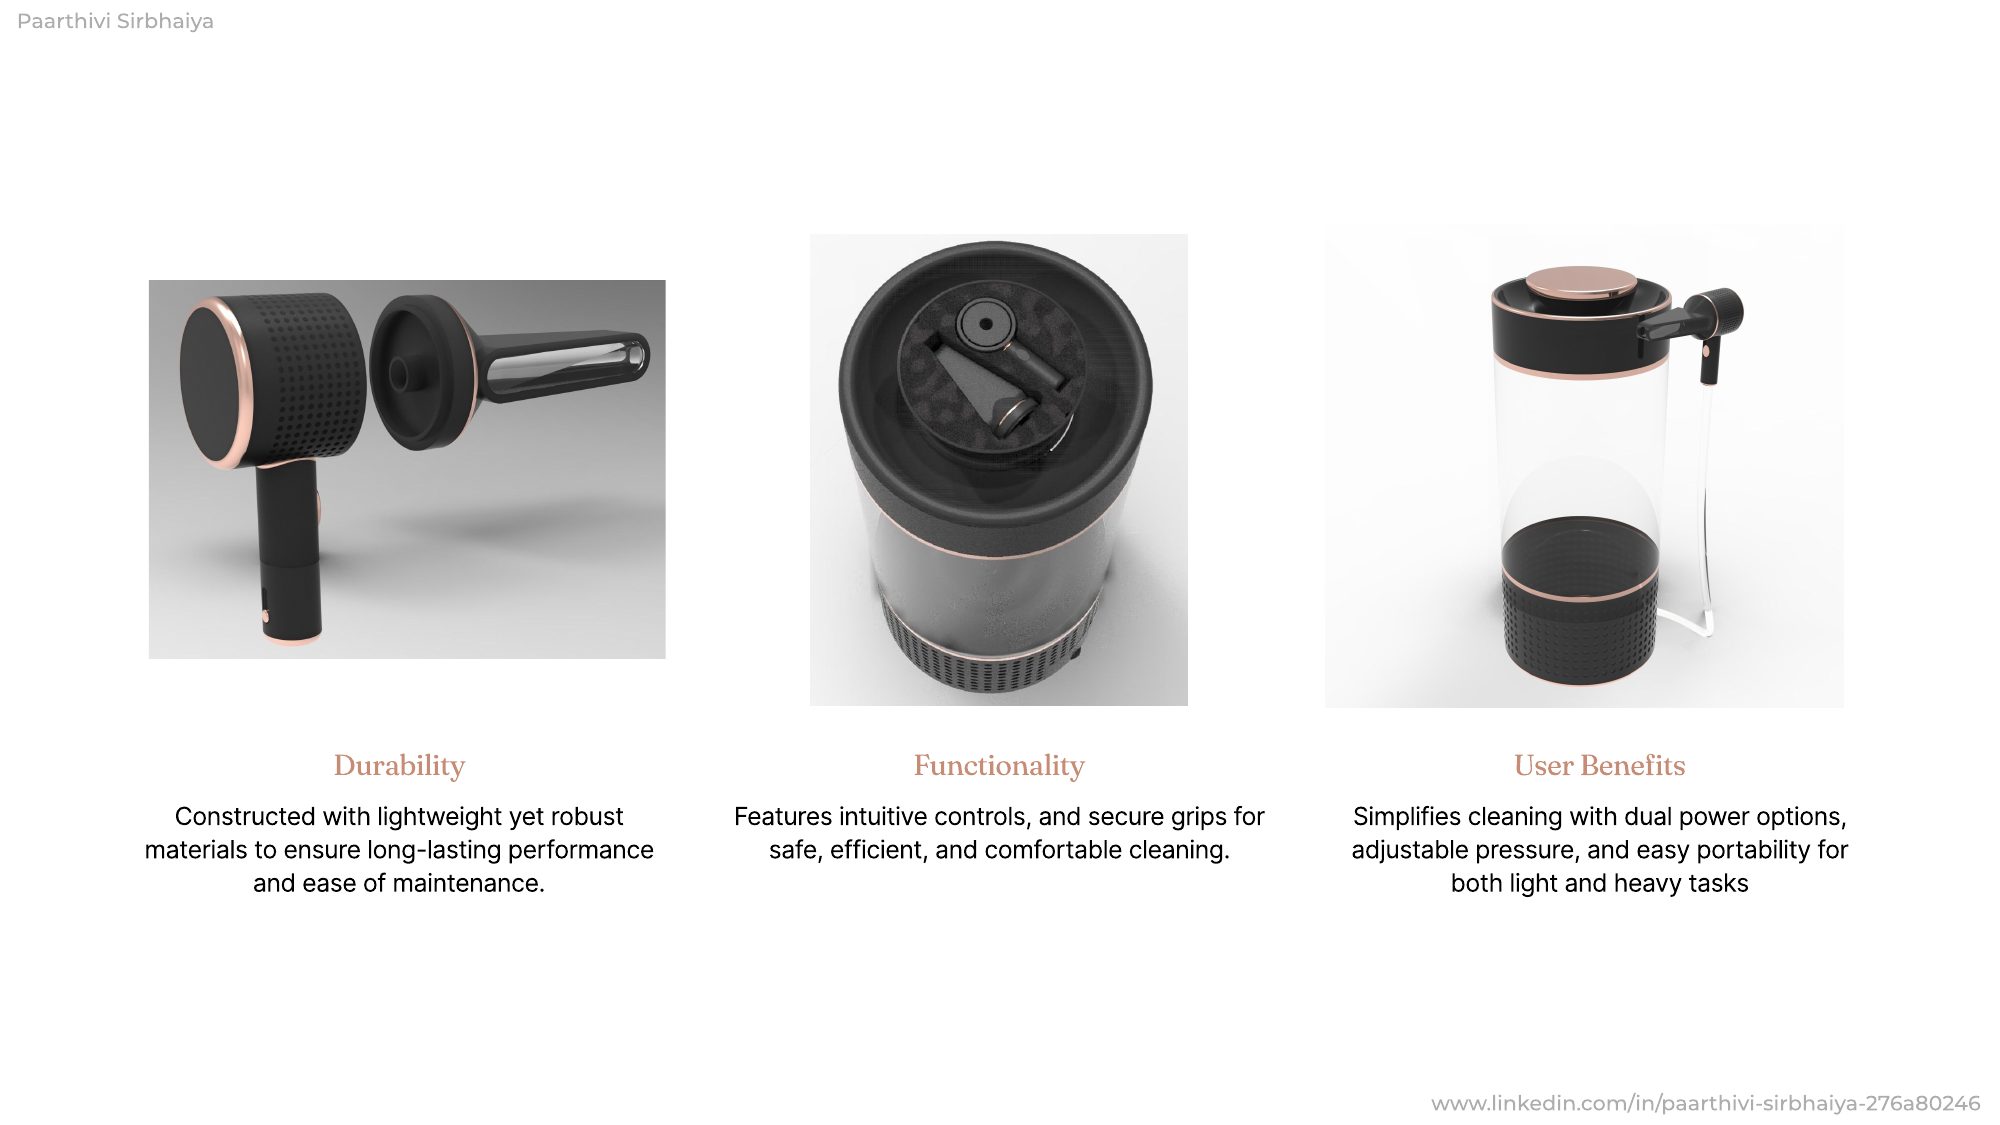 Paarthivi Sirbhaiya
Durability
Constructed with lightweight yet robust
materials to ensure long-lasting performance
and ease of maintenance.
Functionality
Features intuitive controls, and secure grips for
safe, efficient, and comfortable cleaning.
User Benefits
Simplifies cleaning with dual power options,
adjustable pressure, and easy portability for
both light and heavy tasks
www.linkedin.com/in/paarthivi-sirbhaiya-276a80246